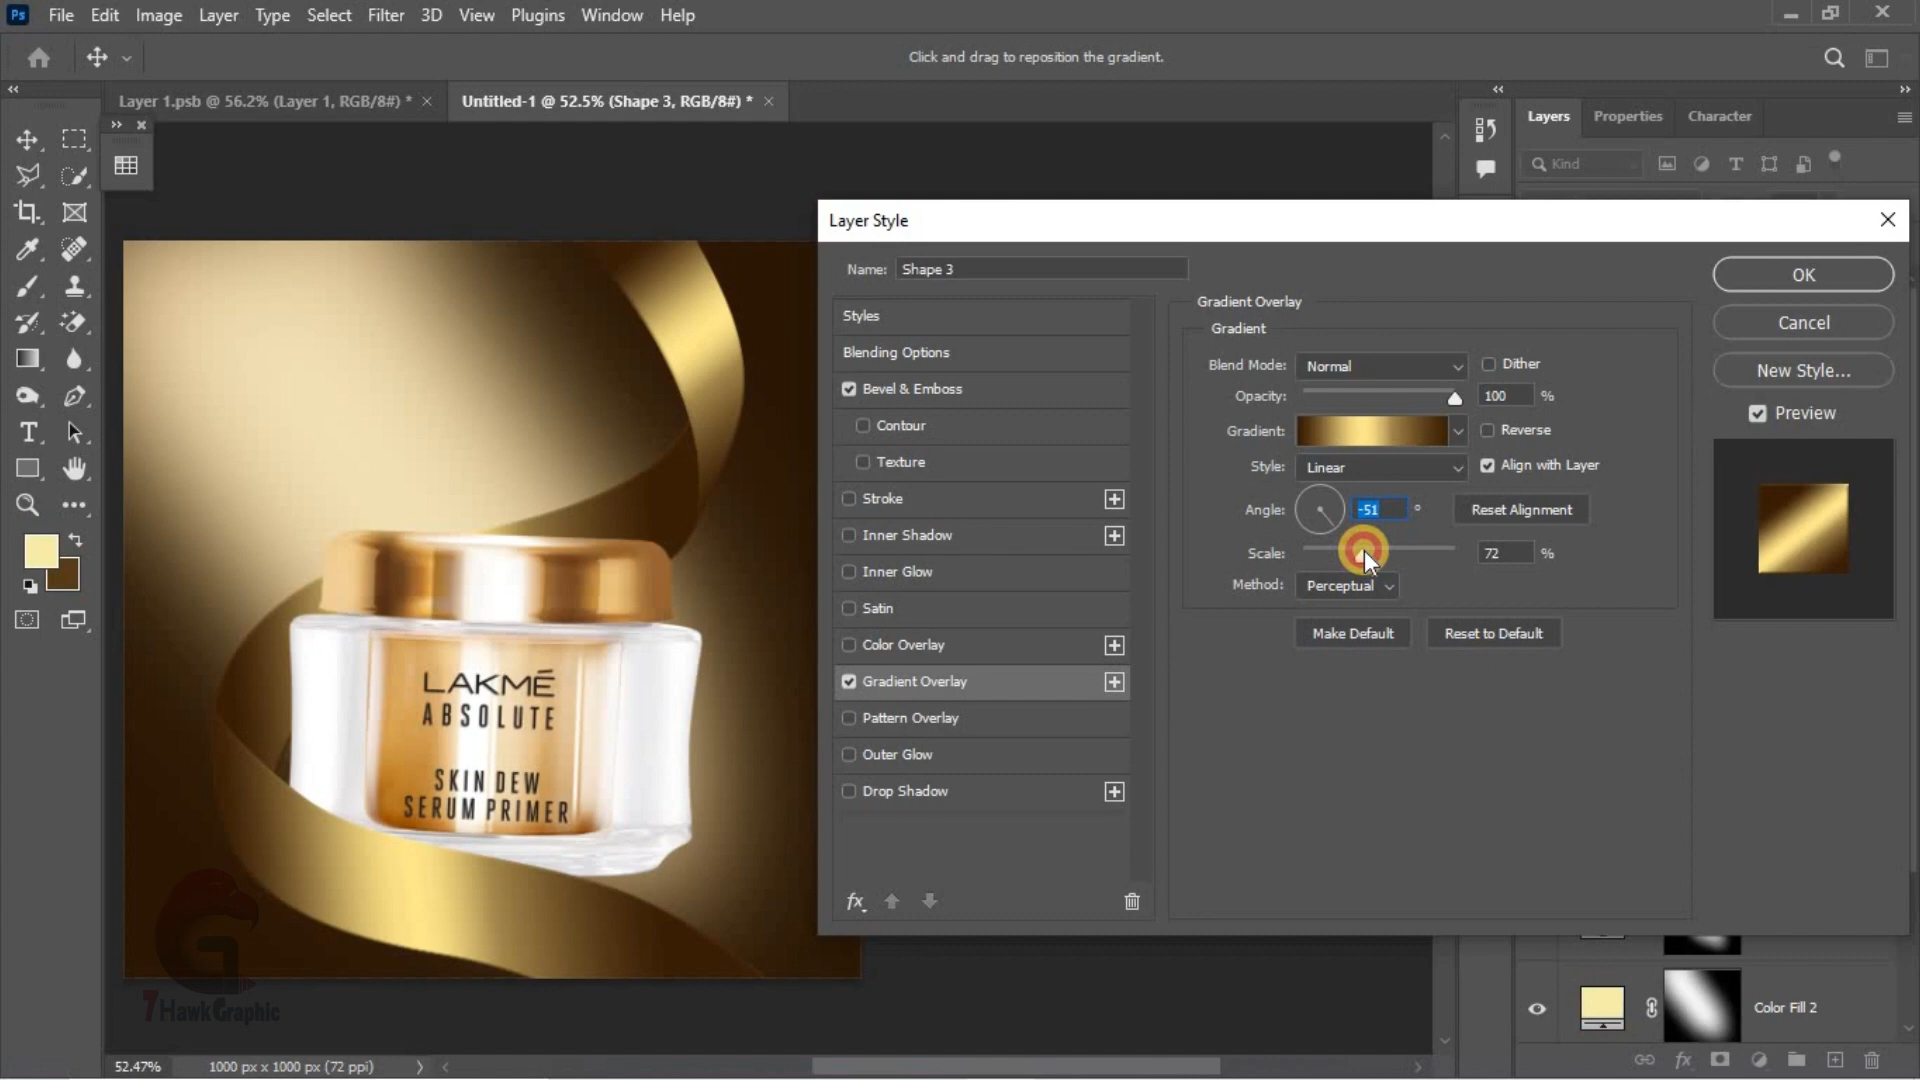 Ps File Edit Image Layer Type Select Filter 3D View Plugins Window Help
Click and drag to reposition the gradient.
Layer 1.psb @ 56.2% (Layer 1, RGB/8#) *
Untitled-1 @ 52.5% (Shape 3, RGB/8#) *
Layers Properties Character
Kind
Layer Style
Name: Shape 3
Styles
Blending Options
Bevel & Emboss
Contour
Texture
Stroke
Inner Shadow
Inner Glow
Satin
Color Overlay
Gradient Overlay
Pattern Overlay
Outer Glow
Drop Shadow
fx
Gradient Overlay
Gradient
Blend Mode: Normal Dither
Opacity: 100 %
Gradient: Reverse
Style: Linear Align with Layer
Angle: -51 ° Reset Alignment
Scale: 72 %
Method: Perceptual
Make Default Reset to Default
OK
Cancel
New Style...
Preview
LAKMÉ
ABSOLUTE
SKIN DEW
SERUM PRIMER
7HawkGraphic
Color Fill 2
fx
52.47% 1000 px x 1000 px (72 ppi)